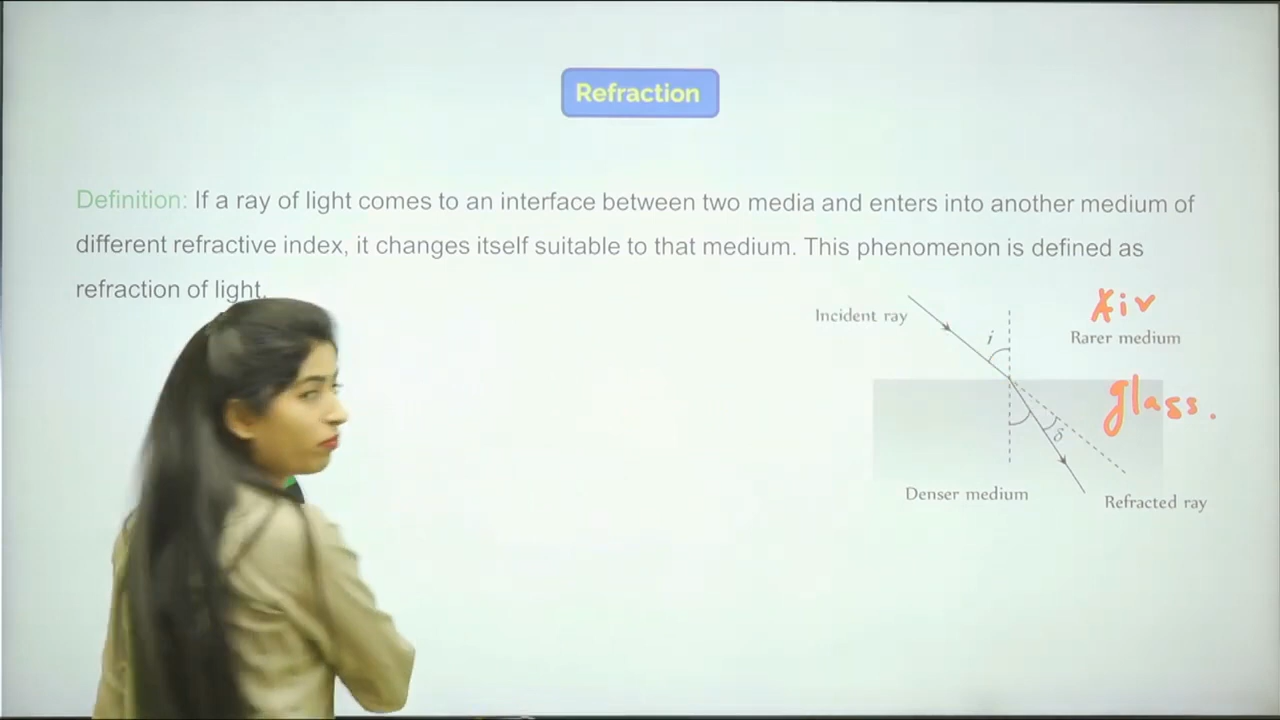 Refraction
Definition: If a ray of light comes to an interface between two media and enters into another medium of
different refractive index, it changes itself suitable to that medium. This phenomenon is defined as
refraction of light.
Incident ray
i
Air
Rarer medium
glass.
δ
Denser medium
Refracted ray